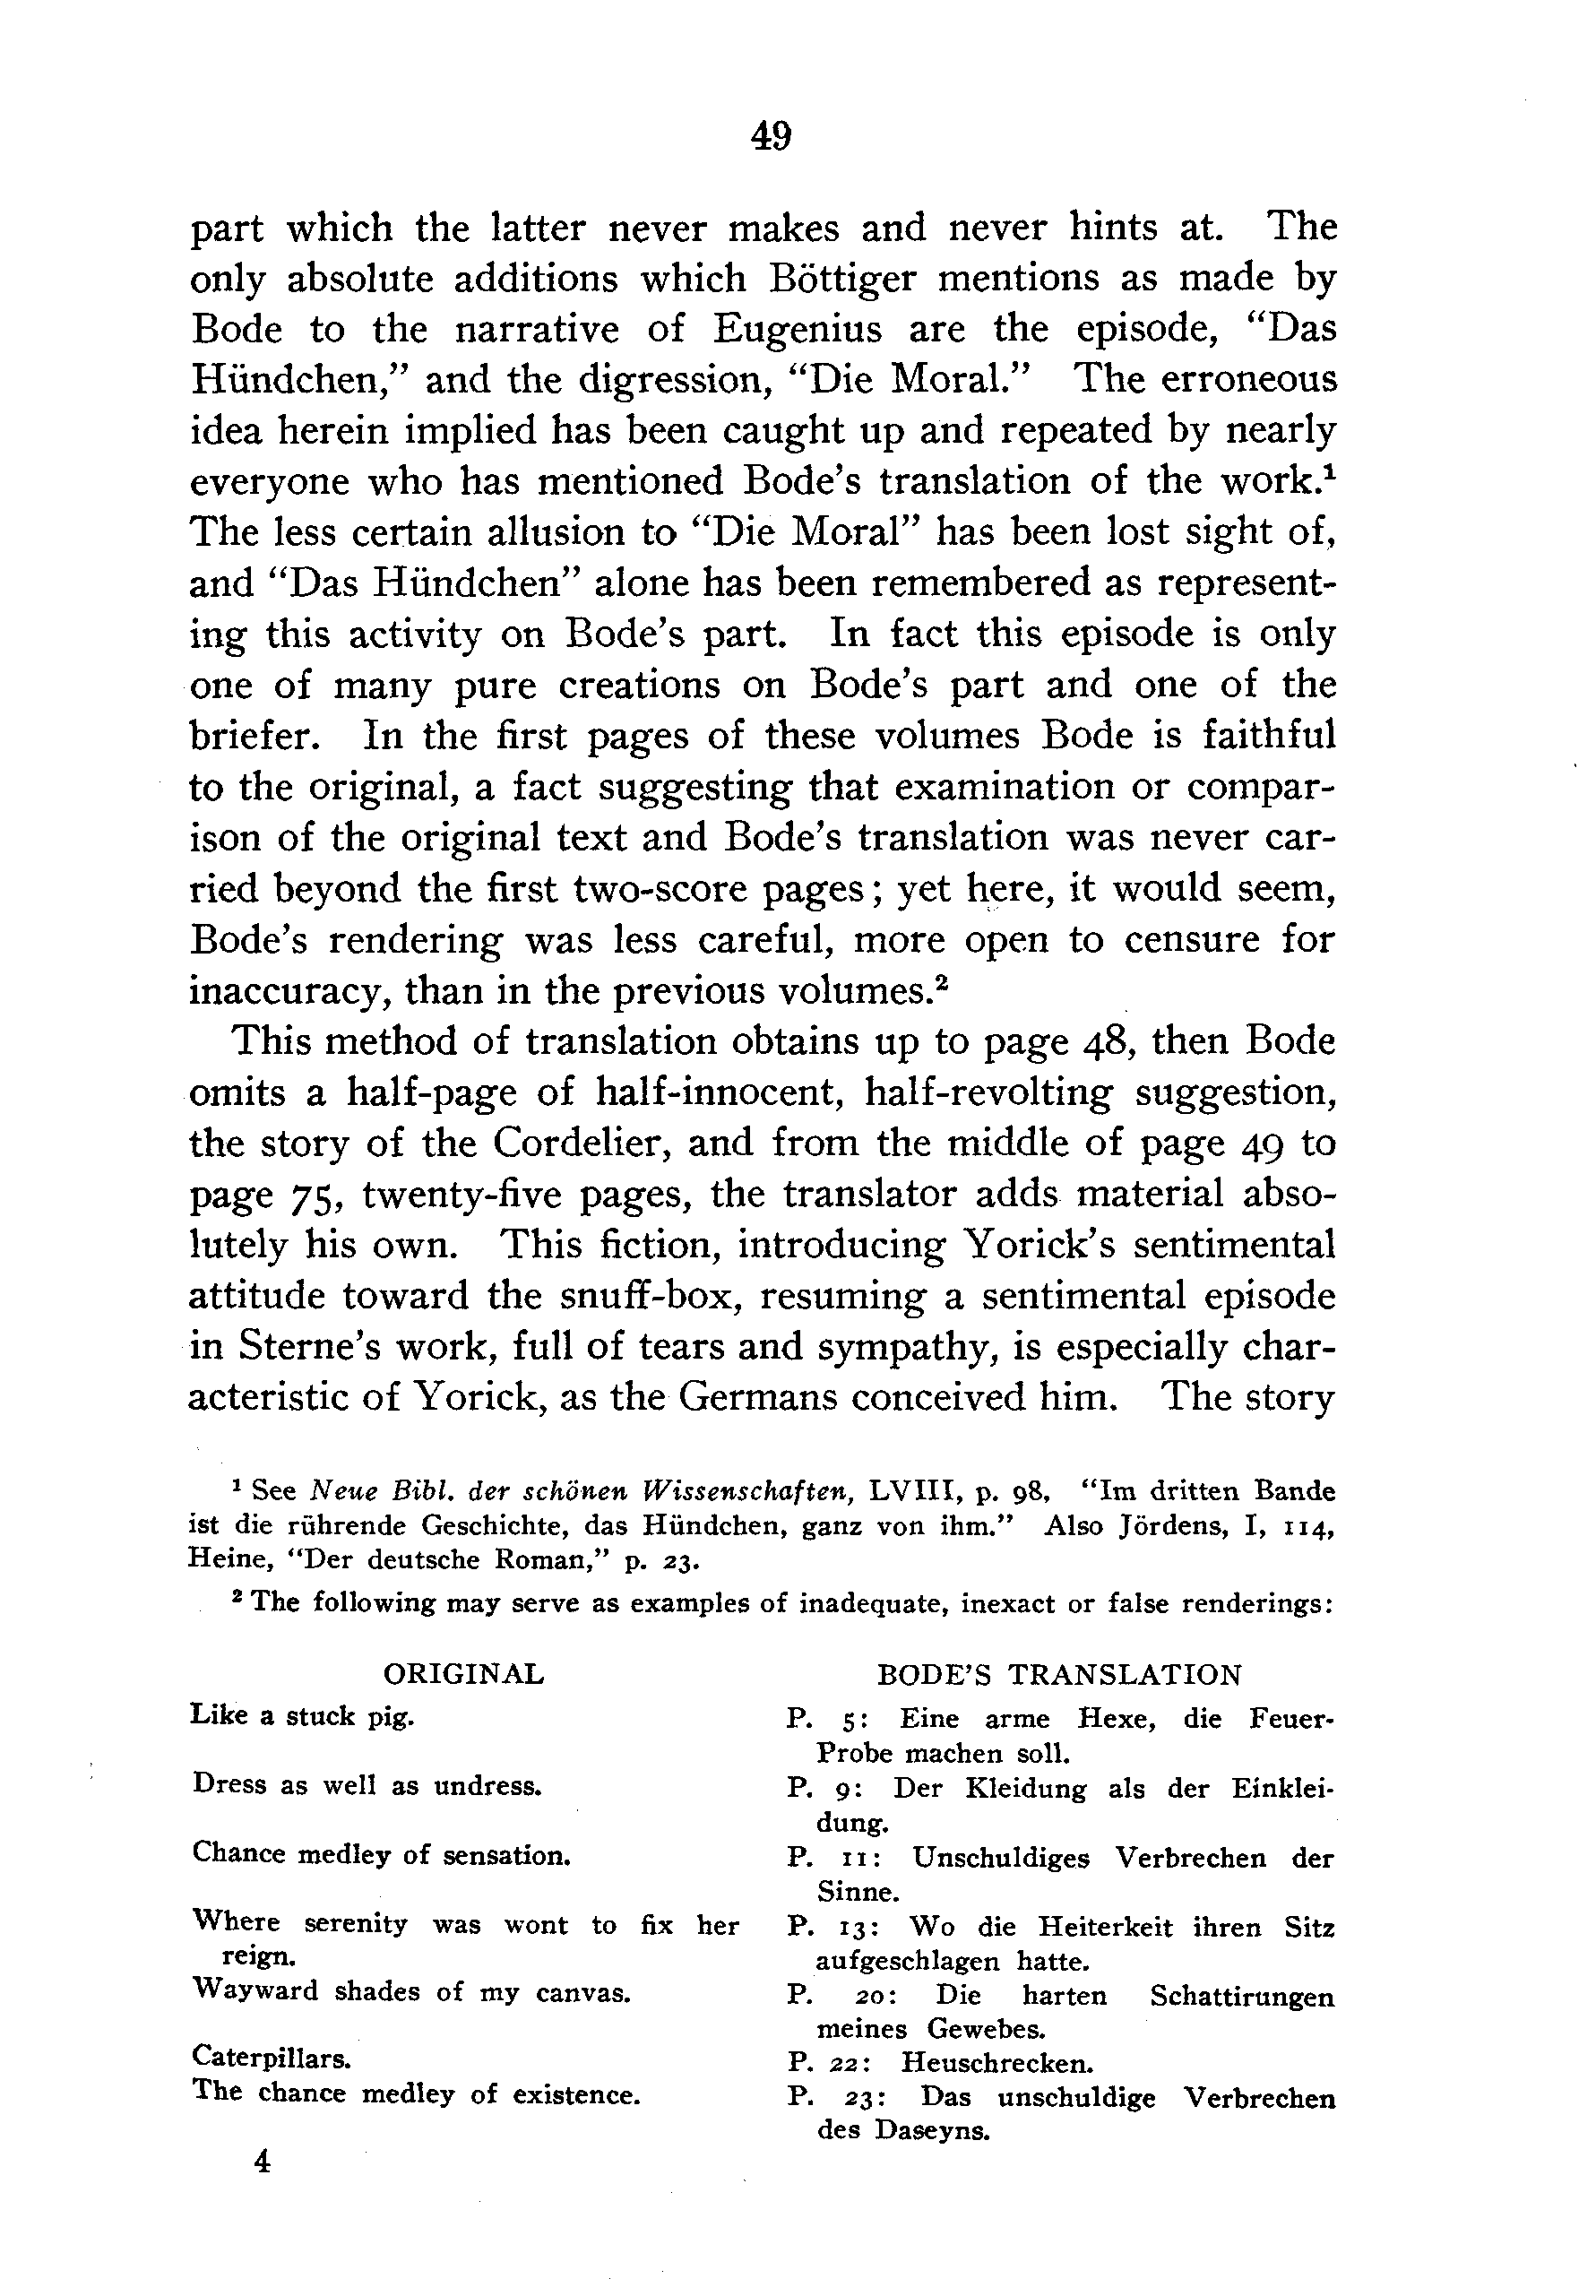 49
part which the latter never makes and never hints at. The
only absolute additions which Böttiger mentions as made by
Bode to the narrative of Eugenius are the episode, “Das
Hündchen,” and the digression, “Die Moral.” The erroneous
idea herein implied has been caught up and repeated by nearly
everyone who has mentioned Bode’s translation of the work.¹
The less certain allusion to “Die Moral” has been lost sight of,
and “Das Hündchen” alone has been remembered as represent-
ing this activity on Bode’s part. In fact this episode is only
one of many pure creations on Bode’s part and one of the
briefer. In the first pages of these volumes Bode is faithful
to the original, a fact suggesting that examination or compar-
ison of the original text and Bode’s translation was never car-
ried beyond the first two-score pages; yet here, it would seem,
Bode’s rendering was less careful, more open to censure for
inaccuracy, than in the previous volumes.²
This method of translation obtains up to page 48, then Bode
omits a half-page of half-innocent, half-revolting suggestion,
the story of the Cordelier, and from the middle of page 49 to
page 75, twenty-five pages, the translator adds material abso-
lutely his own. This fiction, introducing Yorick’s sentimental
attitude toward the snuff-box, resuming a sentimental episode
in Sterne’s work, full of tears and sympathy, is especially char-
acteristic of Yorick, as the Germans conceived him. The story
¹ See Neue Bibl. der schönen Wissenschaften, LVIII, p. 98, “Im dritten Bande
ist die rührende Geschichte, das Hündchen, ganz von ihm.” Also Jördens, I, 114,
Heine, “Der deutsche Roman,” p. 23.
² The following may serve as examples of inadequate, inexact or false renderings:
ORIGINAL
BODE’S TRANSLATION
Like a stuck pig.
P. 5: Eine arme Hexe, die Feuer-
Probe machen soll.
Dress as well as undress.
P. 9: Der Kleidung als der Einklei-
dung.
Chance medley of sensation.
P. 11: Unschuldiges Verbrechen der
Sinne.
Where serenity was wont to fix her
reign.
P. 13: Wo die Heiterkeit ihren Sitz
aufgeschlagen hatte.
Wayward shades of my canvas.
P. 20: Die harten Schattirungen
meines Gewebes.
Caterpillars.
P. 22: Heuschrecken.
The chance medley of existence.
P. 23: Das unschuldige Verbrechen
des Daseyns.
4